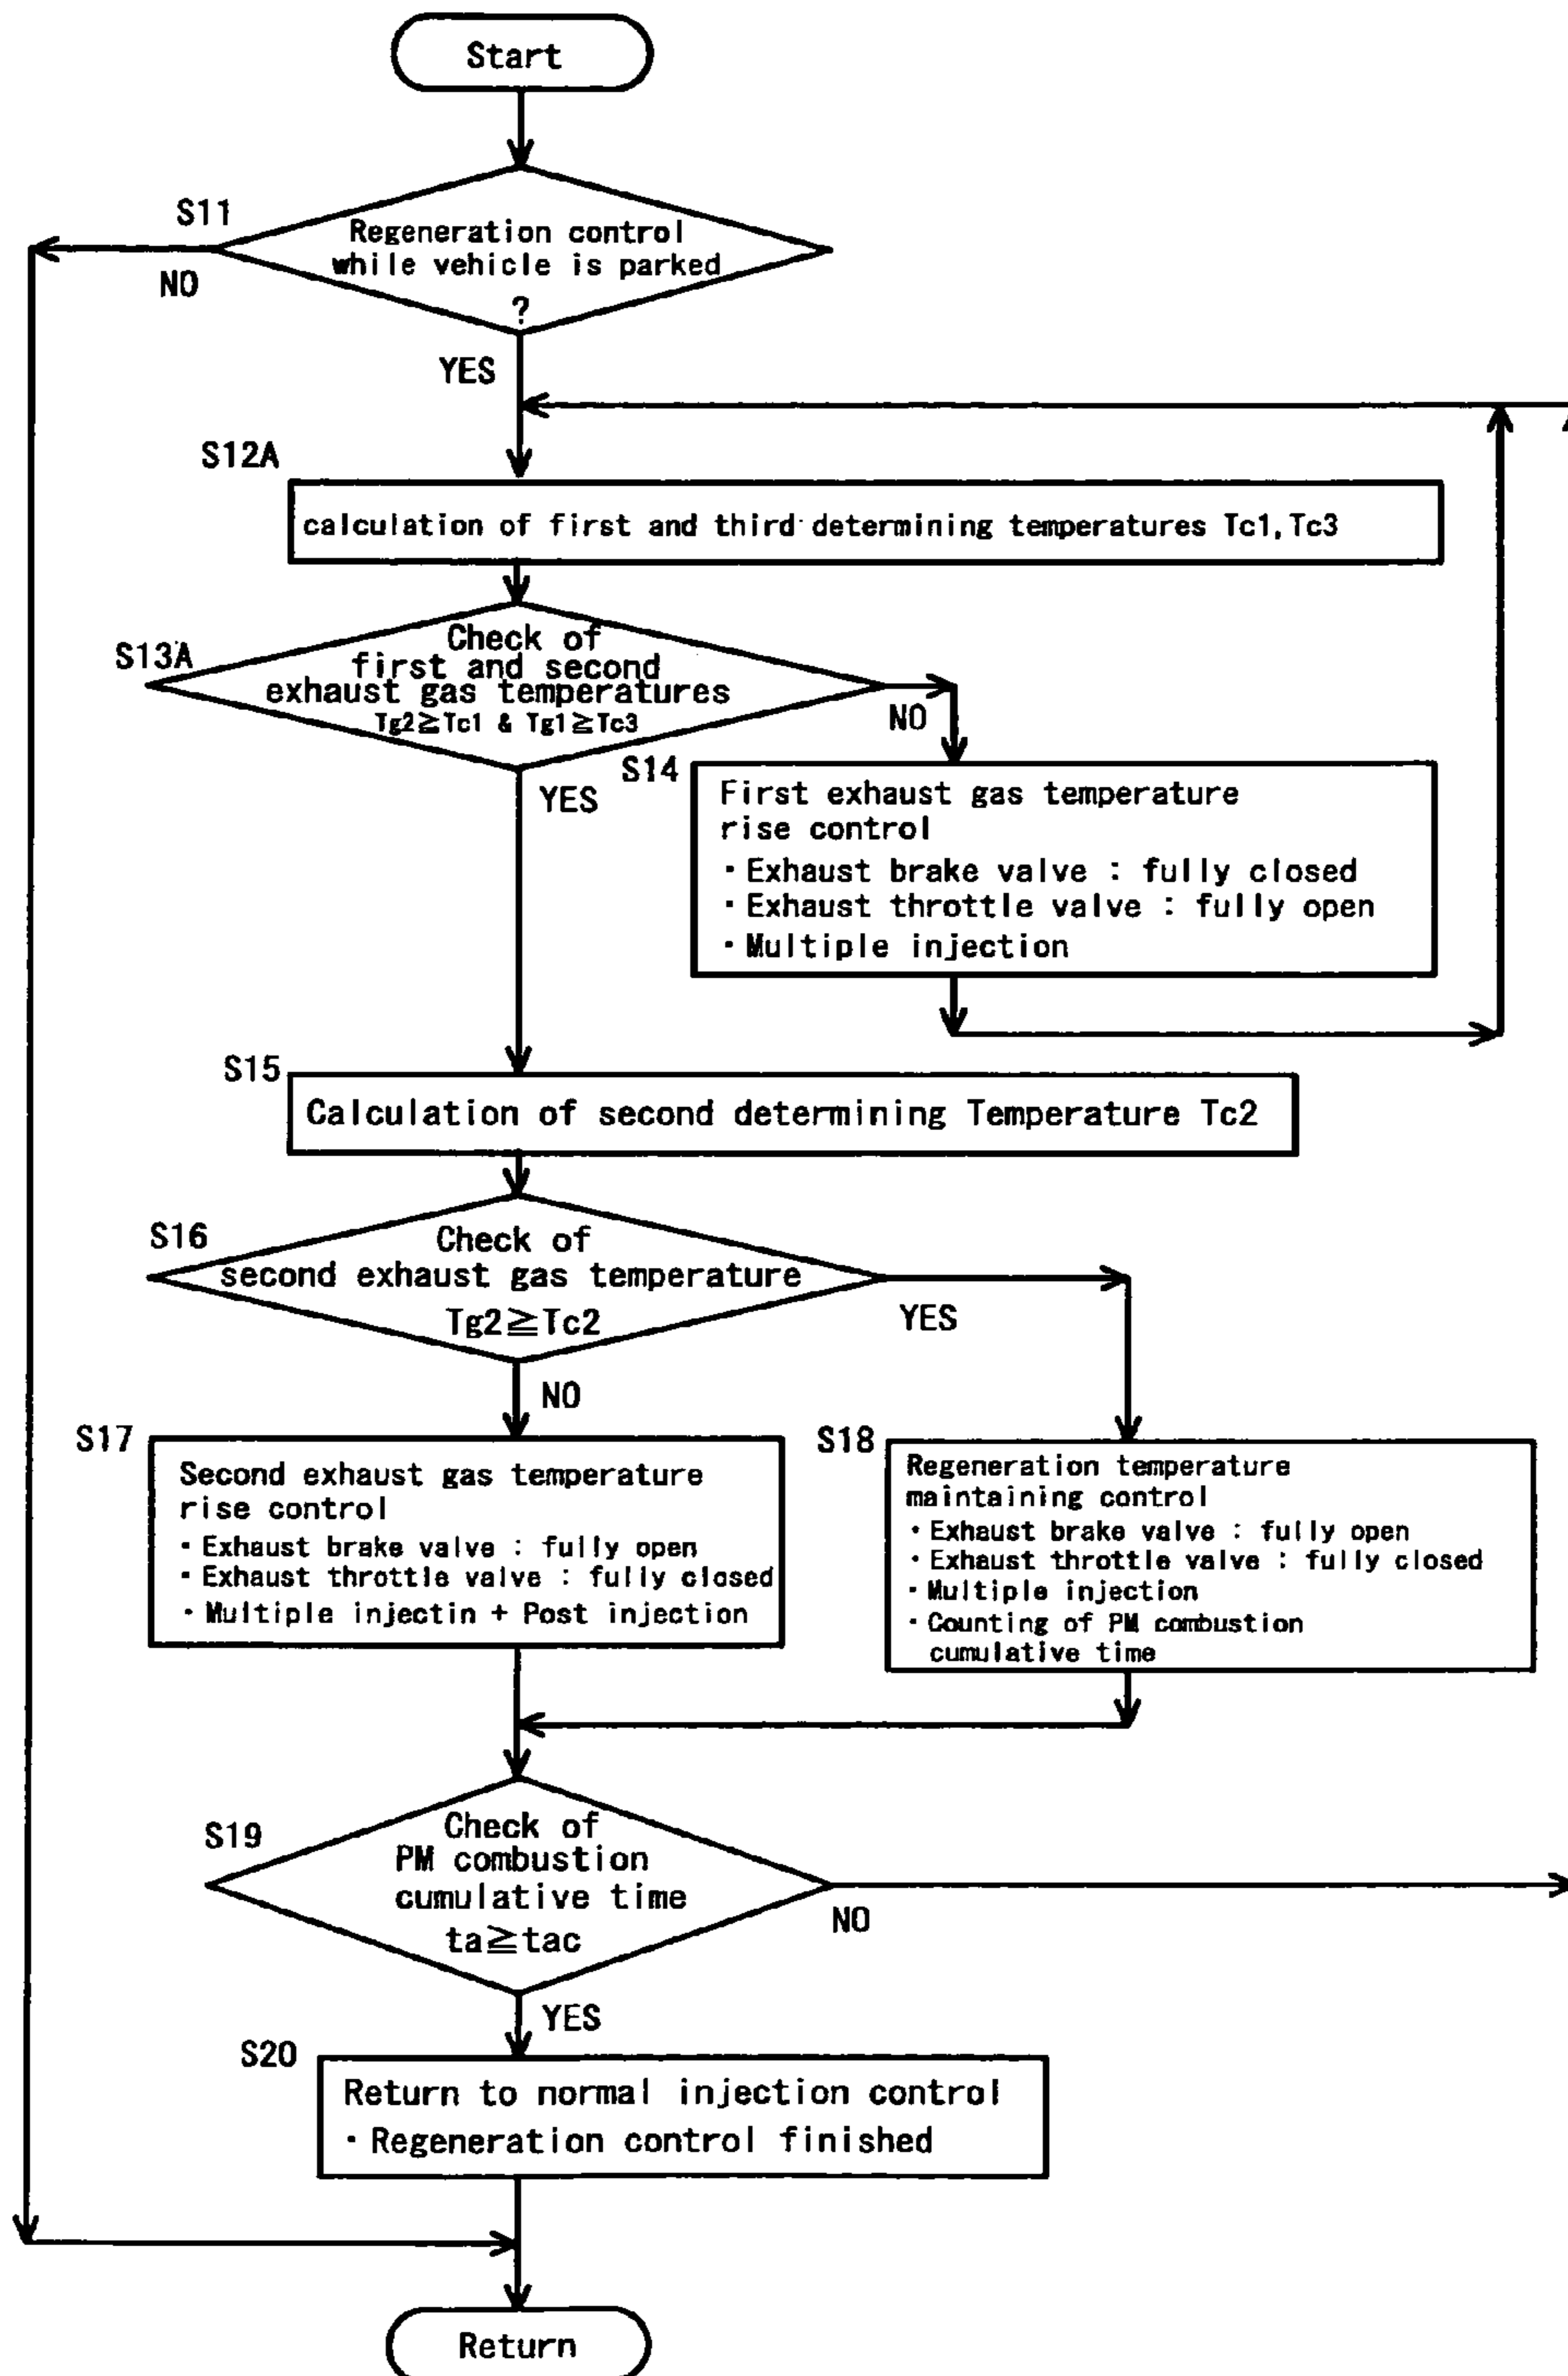 Start
S11
Regeneration control
while vehicle is parked
?
NO
YES
S12A
calculation of first and third determining temperatures Tc1,Tc3
S13A
Check of
first and second
exhaust gas temperatures
Tg2≧Tc1 & Tg1≧Tc3
NO
YES
S14
First exhaust gas temperature
rise control
・Exhaust brake valve : fully closed
・Exhaust throttle valve : fully open
・Multiple injection
S15
Calculation of second determining Temperature Tc2
S16
Check of
second exhaust gas temperature
Tg2≧Tc2
YES
NO
S17
Second exhaust gas temperature
rise control
・Exhaust brake valve : fully open
・Exhaust throttle valve : fully closed
・Multiple injectin + Post injection
S18
Regeneration temperature
maintaining control
・Exhaust brake valve : fully open
・Exhaust throttle valve : fully closed
・Multiple injection
・Counting of PM combustion
cumulative time
S19
Check of
PM combustion
cumulative time
ta≧tac
NO
YES
S20
Return to normal injection control
・Regeneration control finished
Return